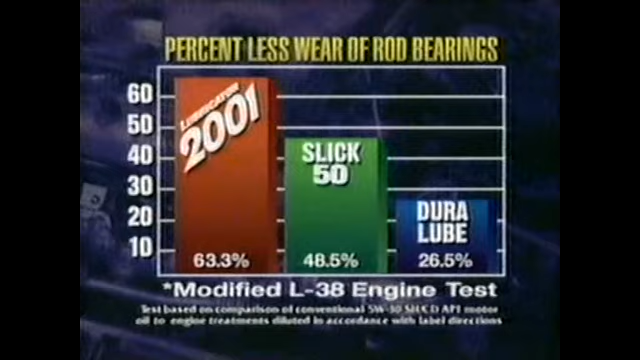 PERCENT LESS WEAR OF ROD BEARINGS
60
50
40
30
20
10
LUBRICATOR
2001
SLICK
50
DURA
LUBE
63.3%
48.5%
26.5%
*Modified L-38 Engine Test
Test based on comparison of conventional 5W-30 SH/CD API motor
oil to engine treatments diluted in accordance with label directions